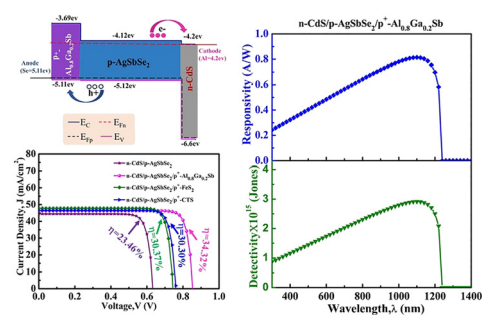 -3.69eV
-4.12eV
e-
-4.2ev
Cathode
(Al=4.2ev)
p+-
Al0.8Ga0.2Sb
p-AgSbSe2
n-CdS
Anode
(Se=5.11ev)
-5.11eV
h+
-5.12eV
-6.6ev
EC
EFn
EFp
EV
n-CdS/p-AgSbSe2
n-CdS/p-AgSbSe2/p+-Al0.8Ga0.2Sb
n-CdS/p-AgSbSe2/p+-FeS2
n-CdS/p-AgSbSe2/p+-CTS
η=23.46%
η=30.37%
η=30.30%
η=34.32%
Current Density, J (mA/cm2)
60
50
40
30
20
10
0
0.0 0.2 0.4 0.6 0.8 1.0
Voltage,V (V)
n-CdS/p-AgSbSe2/p+-Al0.8Ga0.2Sb
Responsivity (A/W)
1.0
0.8
0.6
0.4
0.2
0.0
DetectivityX10^15 (Jones)
4
3
2
1
0
400 600 800 1000 1200 1400
Wavelength,λ (nm)